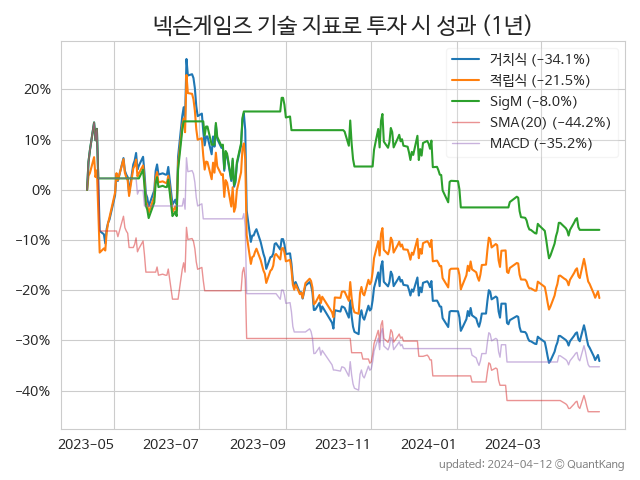 넥슨게임즈 기술 지표로 투자 시 성과 (1년)
거치식 (−34.1%)
적립식 (−21.5%)
SigM (−8.0%)
SMA(20) (−44.2%)
MACD (−35.2%)
20%
10%
0%
−10%
−20%
−30%
−40%
2023-05 2023-07 2023-09 2023-11 2024-01 2024-03
updated: 2024-04-12 © QuantKang